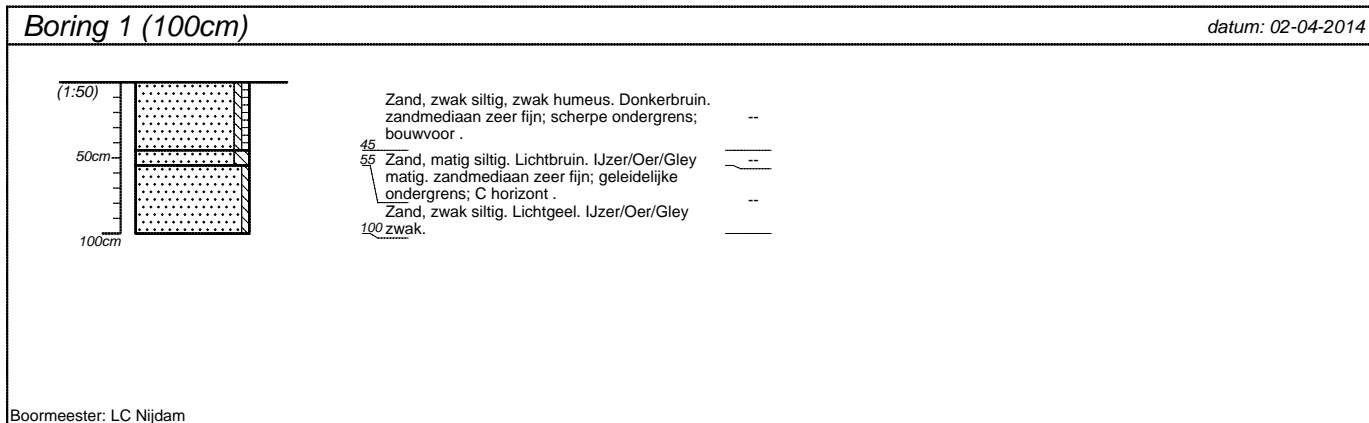 Boring 1 (100cm)
datum: 02-04-2014
(1:50)
50cm
100cm
Zand, zwak siltig, zwak humeus. Donkerbruin.
zandmediaan zeer fijn; scherpe ondergrens;
bouwvoor .
--
45
55 Zand, matig siltig. Lichtbruin. IJzer/Oer/Gley
--
matig. zandmediaan zeer fijn; geleidelijke
ondergrens; C horizont .
--
Zand, zwak siltig. Lichtgeel. IJzer/Oer/Gley
100 zwak.
Boormeester: LC Nijdam